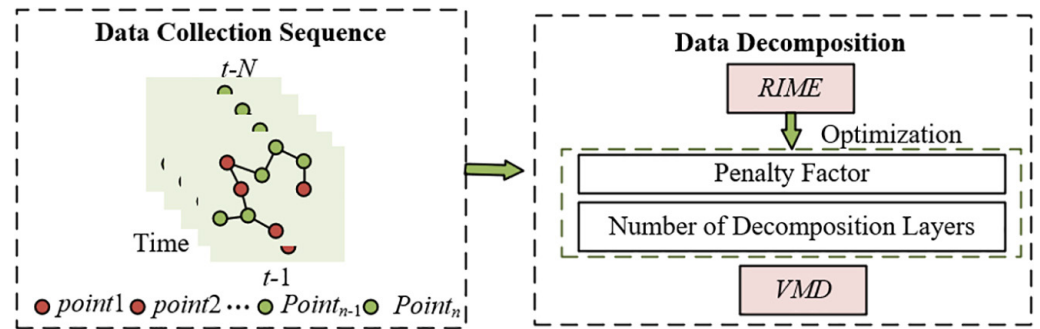 Data Collection Sequence
t-N
Time
t-1
point1 point2 ··· Point_{n-1} Point_n
Data Decomposition
RIME
Optimization
Penalty Factor
Number of Decomposition Layers
VMD